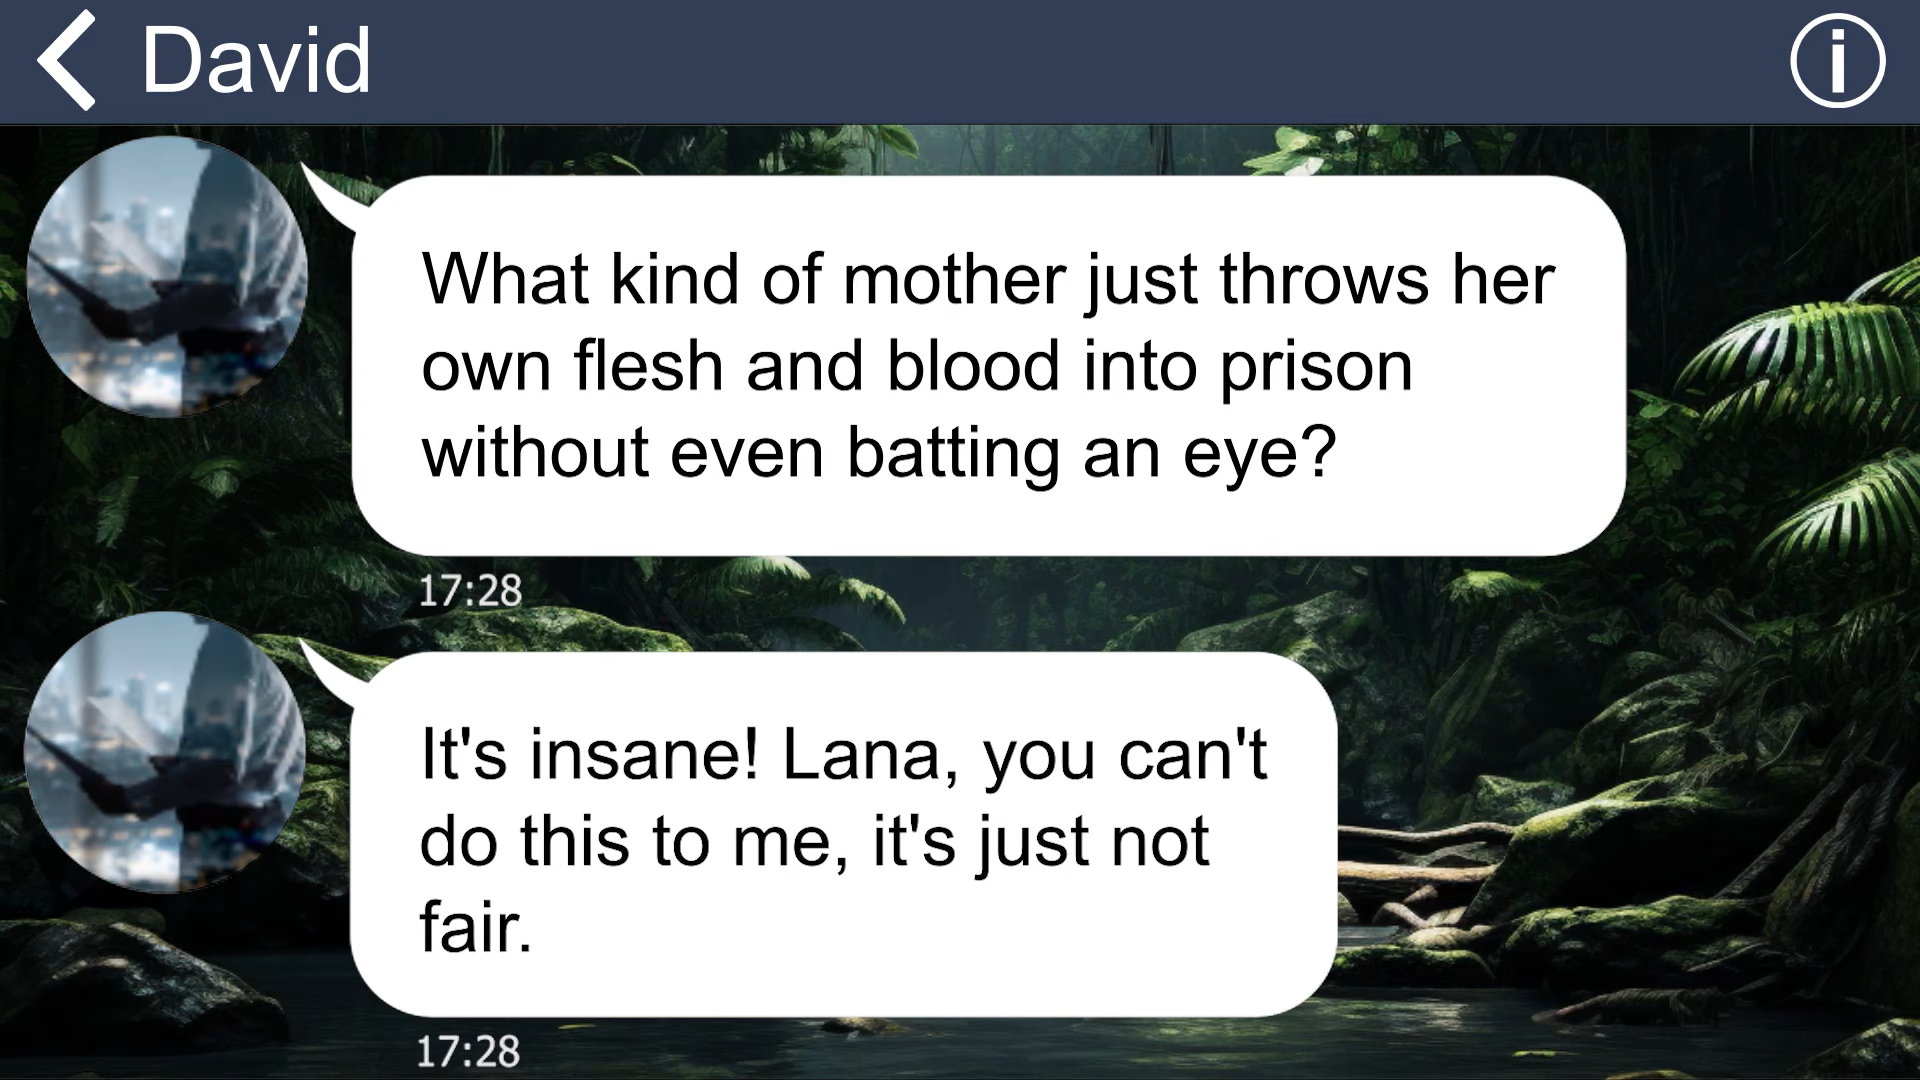 David
What kind of mother just throws her
own flesh and blood into prison
without even batting an eye?
17:28
It's insane! Lana, you can't
do this to me, it's just not
fair.
17:28